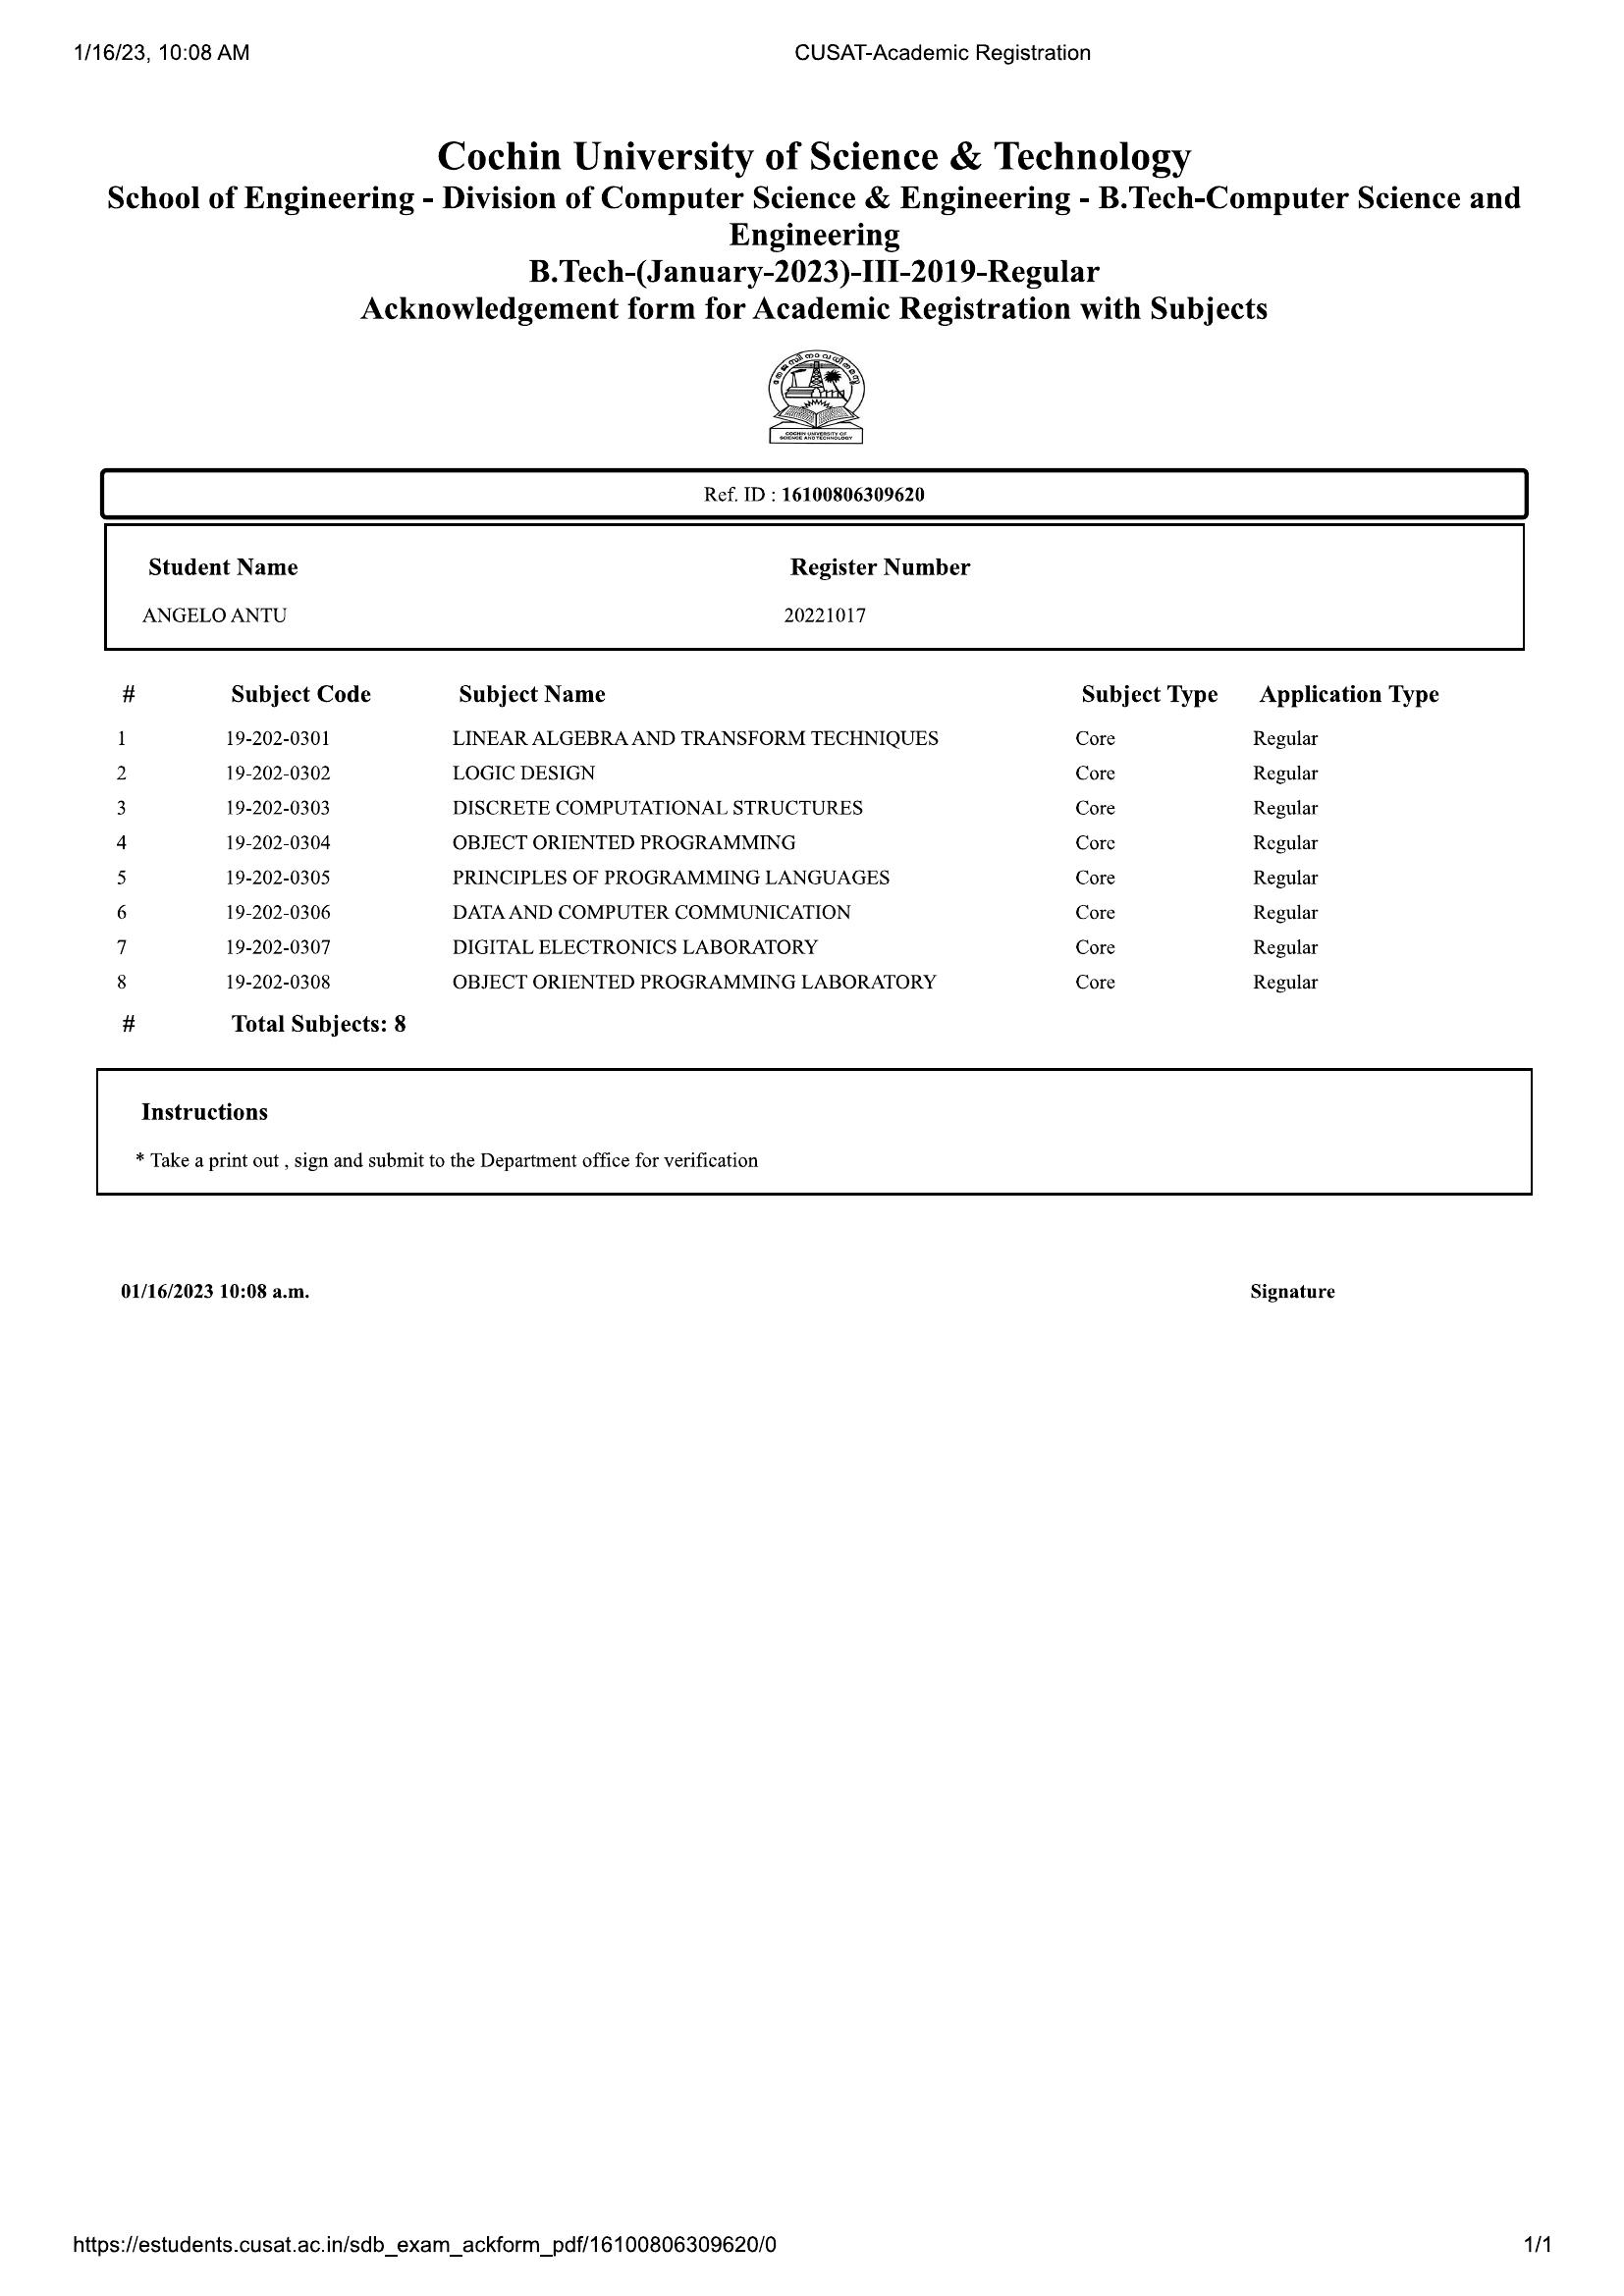 1/16/23, 10:08 AM CUSAT-Academic Registration
Cochin University of Science & Technology
School of Engineering - Division of Computer Science & Engineering - B.Tech-Computer Science and
Engineering
B.Tech-(January-2023)-III-2019-Regular
Acknowledgement form for Academic Registration with Subjects
COCHIN UNIVERSITY OF
SCIENCE AND TECHNOLOGY
Ref. ID : 16100806309620
Student Name Register Number
ANGELO ANTU 20221017
# Subject Code Subject Name Subject Type Application Type
1 19-202-0301 LINEAR ALGEBRA AND TRANSFORM TECHNIQUES Core Regular
2 19-202-0302 LOGIC DESIGN Core Regular
3 19-202-0303 DISCRETE COMPUTATIONAL STRUCTURES Core Regular
4 19-202-0304 OBJECT ORIENTED PROGRAMMING Core Regular
5 19-202-0305 PRINCIPLES OF PROGRAMMING LANGUAGES Core Regular
6 19-202-0306 DATA AND COMPUTER COMMUNICATION Core Regular
7 19-202-0307 DIGITAL ELECTRONICS LABORATORY Core Regular
8 19-202-0308 OBJECT ORIENTED PROGRAMMING LABORATORY Core Regular
# Total Subjects: 8
Instructions
* Take a print out , sign and submit to the Department office for verification
01/16/2023 10:08 a.m. Signature
https://estudents.cusat.ac.in/sdb_exam_ackform_pdf/16100806309620/0 1/1